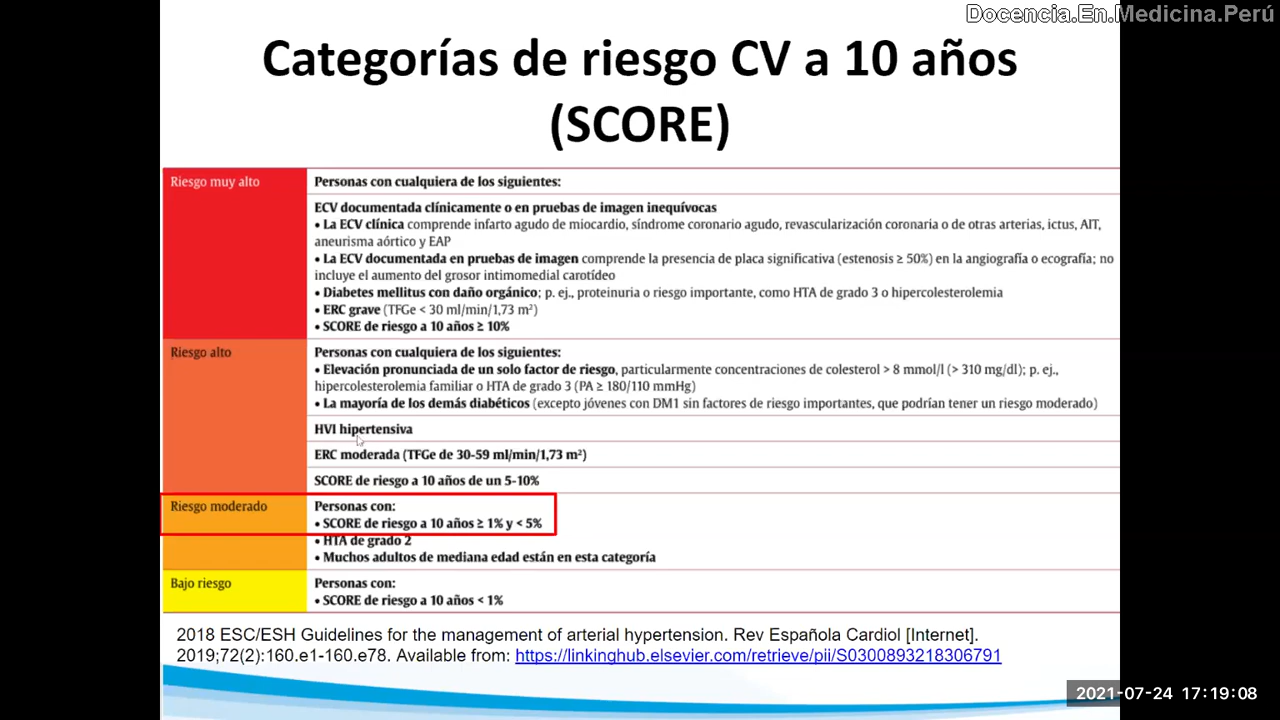 Docencia.En.Medicina.Perú
Categorías de riesgo CV a 10 años
(SCORE)
Riesgo muy alto
Personas con cualquiera de los siguientes:
ECV documentada clínicamente o en pruebas de imagen inequívocas
• La ECV clínica comprende infarto agudo de miocardio, síndrome coronario agudo, revascularización coronaria o de otras arterias, ictus, AIT,
aneurisma aórtico y EAP
• La ECV documentada en pruebas de imagen comprende la presencia de placa significativa (estenosis ≥ 50%) en la angiografía o ecografía; no
incluye el aumento del grosor intimomedial carotídeo
• Diabetes mellitus con daño orgánico; p. ej., proteinuria o riesgo importante, como HTA de grado 3 o hipercolesterolemia
• ERC grave (TFGe < 30 ml/min/1,73 m²)
• SCORE de riesgo a 10 años ≥ 10%
Riesgo alto
Personas con cualquiera de los siguientes:
• Elevación pronunciada de un solo factor de riesgo, particularmente concentraciones de colesterol > 8 mmol/l (> 310 mg/dl); p. ej.,
hipercolesterolemia familiar o HTA de grado 3 (PA ≥ 180/110 mmHg)
• La mayoría de los demás diabéticos (excepto jóvenes con DM1 sin factores de riesgo importantes, que podrían tener un riesgo moderado)
HVI hipertensiva
ERC moderada (TFGe de 30-59 ml/min/1,73 m²)
SCORE de riesgo a 10 años de un 5-10%
Riesgo moderado
Personas con:
• SCORE de riesgo a 10 años ≥ 1% y < 5%
• HTA de grado 2
• Muchos adultos de mediana edad están en esta categoría
Bajo riesgo
Personas con:
• SCORE de riesgo a 10 años < 1%
2018 ESC/ESH Guidelines for the management of arterial hypertension. Rev Española Cardiol [Internet].
2019;72(2):160.e1-160.e78. Available from: https://linkinghub.elsevier.com/retrieve/pii/S0300893218306791
2021-07-24 17:19:08